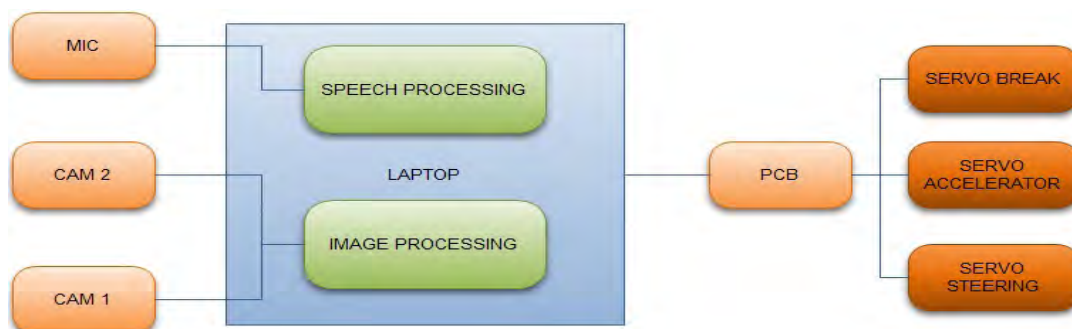 MIC
SPEECH PROCESSING
SERVO BREAK
CAM 2
LAPTOP
PCB
SERVO
ACCELERATOR
IMAGE PROCESSING
CAM 1
SERVO
STEERING